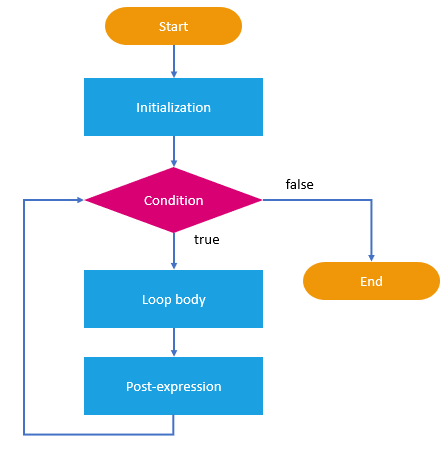 Start
Initialization
Condition
false
true
Loop body
End
Post-expression